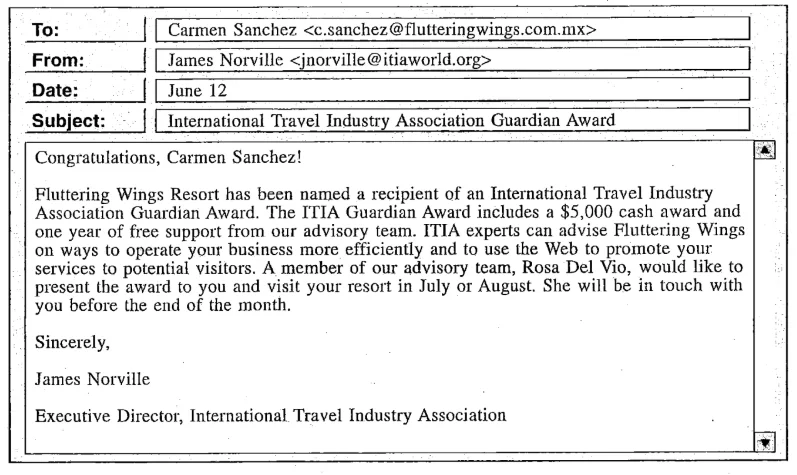 To: Carmen Sanchez <c.sanchez@flutteringwings.com.mx>
From: James Norville <jnorville@itiaworld.org>
Date: June 12
Subject: International Travel Industry Association Guardian Award
Congratulations, Carmen Sanchez!
Fluttering Wings Resort has been named a recipient of an International Travel Industry
Association Guardian Award. The ITIA Guardian Award includes a $5,000 cash award and
one year of free support from our advisory team. ITIA experts can advise Fluttering Wings
on ways to operate your business more efficiently and to use the Web to promote your
services to potential visitors. A member of our advisory team, Rosa Del Vio, would like to
present the award to you and visit your resort in July or August. She will be in touch with
you before the end of the month.
Sincerely,
James Norville
Executive Director, International Travel Industry Association